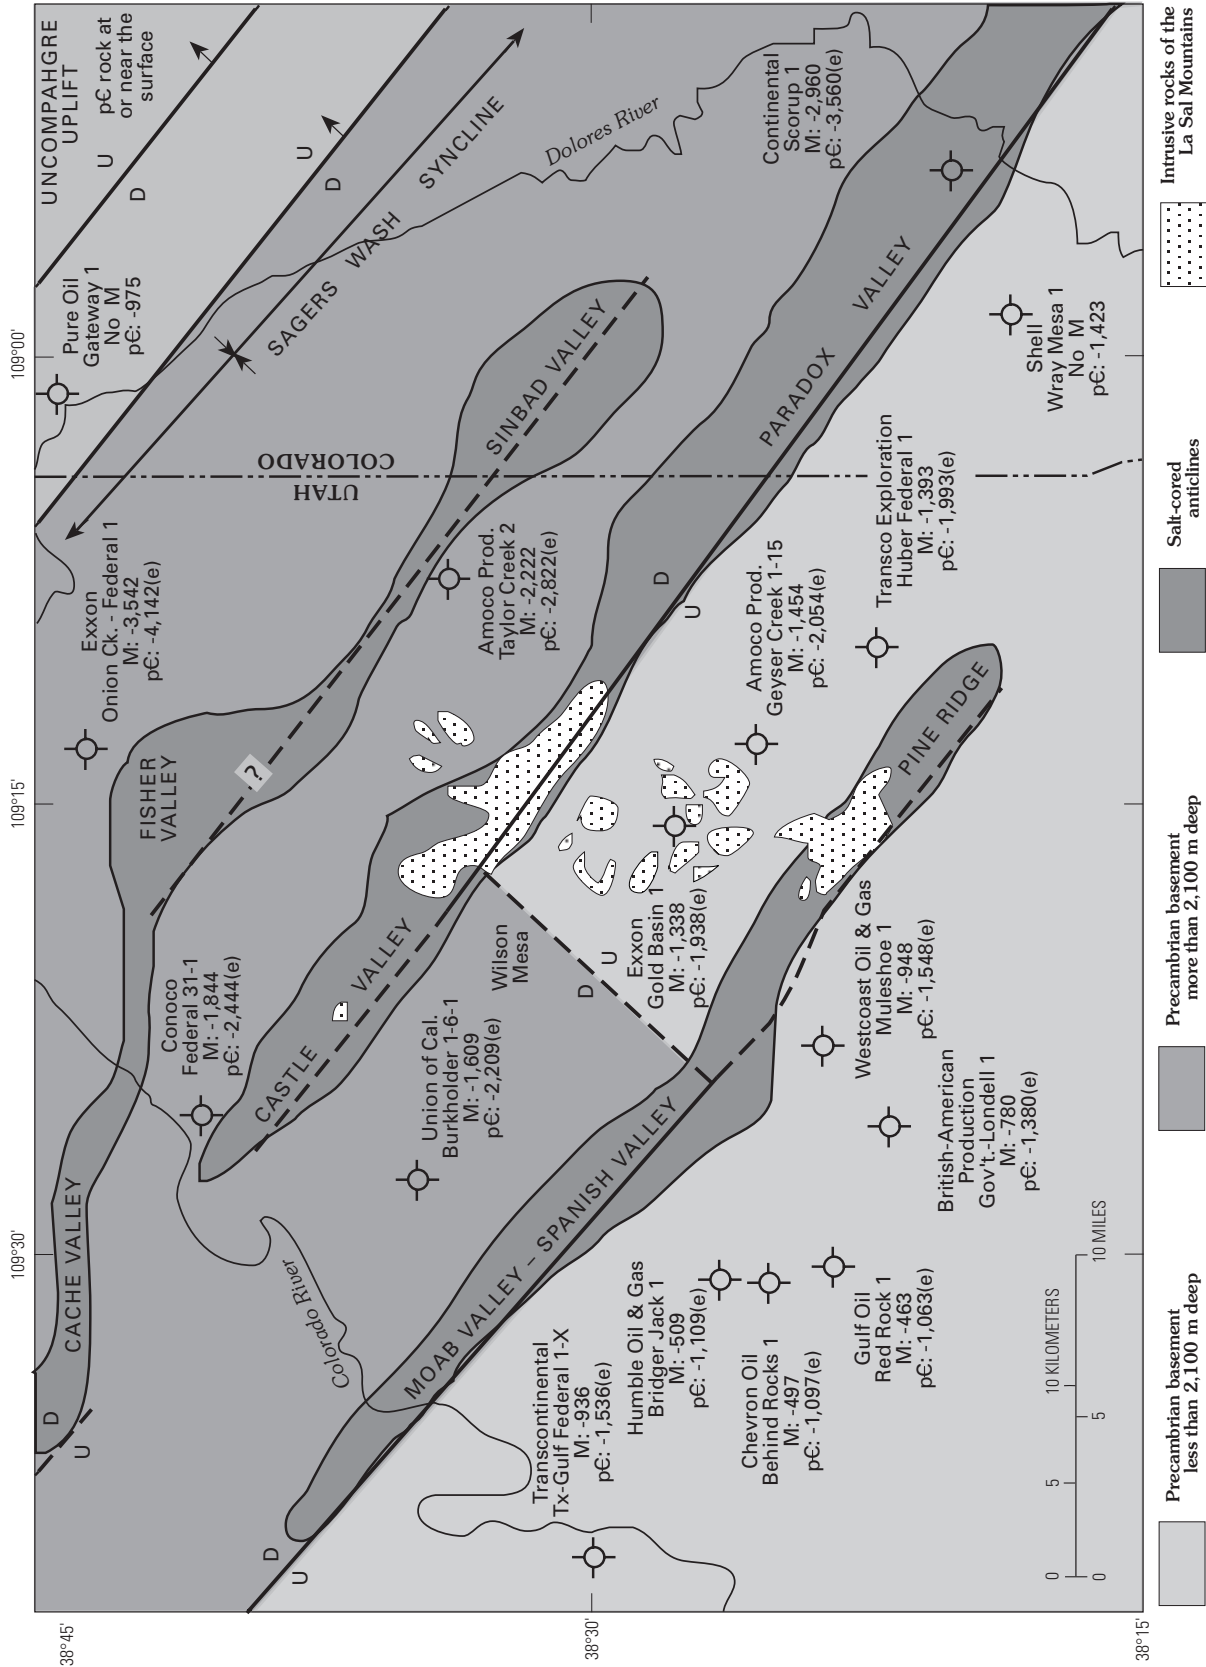 109°30'
109°15'
109°00'
38°45'
38°30'
38°15'
UNCOMPAHGRE
UPLIFT
p€ rock at
or near the
surface
U
D
U
D
SAGERS WASH SYNCLINE
Dolores River
Pure Oil
Gateway 1
No M
p€: -975
Exxon
Onion Ck.- Federal 1
M: -3,542
p€: -4,142(e)
UTAH
COLORADO
CACHE VALLEY
D
U
FISHER
VALLEY
?
SINBAD VALLEY
Conoco
Federal 31-1
M: -1,844
p€: -2,444(e)
Amoco Prod.
Taylor Creek 2
M: -2,222
p€: -2,822(e)
Continental
Scorup 1
M: -2,960
p€: -3,560(e)
CASTLE VALLEY
Colorado River
Union of Cal.
Burkholder 1-6-1
M: -1,609
p€: -2,209(e)
Wilson
Mesa
D
U
PARADOX VALLEY
D
U
MOAB VALLEY – SPANISH VALLEY
D
U
Exxon
Gold Basin 1
M: -1,338
p€: -1,938(e)
Amoco Prod.
Geyser Creek 1-15
M: -1,454
p€: -2,054(e)
Transco Exploration
Huber Federal 1
M: -1,393
p€: -1,993(e)
Shell
Wray Mesa 1
No M
p€: -1,423
PINE RIDGE
Transcontinental
Tx-Gulf Federal 1-X
M: -936
p€: -1,536(e)
Humble Oil & Gas
Bridger Jack 1
M: -509
p€: -1,109(e)
Chevron Oil
Behind Rocks 1
M: -497
p€: -1,097(e)
Gulf Oil
Red Rock 1
M: -463
p€: -1,063(e)
Westcoast Oil & Gas
Muleshoe 1
M: -948
p€: -1,548(e)
British-American
Production
Gov't.-Londell 1
M: -780
p€: -1,380(e)
0 5 10 KILOMETERS
0 5 10 MILES
Precambrian basement
less than 2,100 m deep
Precambrian basement
more than 2,100 m deep
Salt-cored
anticlines
Intrusive rocks of the
La Sal Mountains